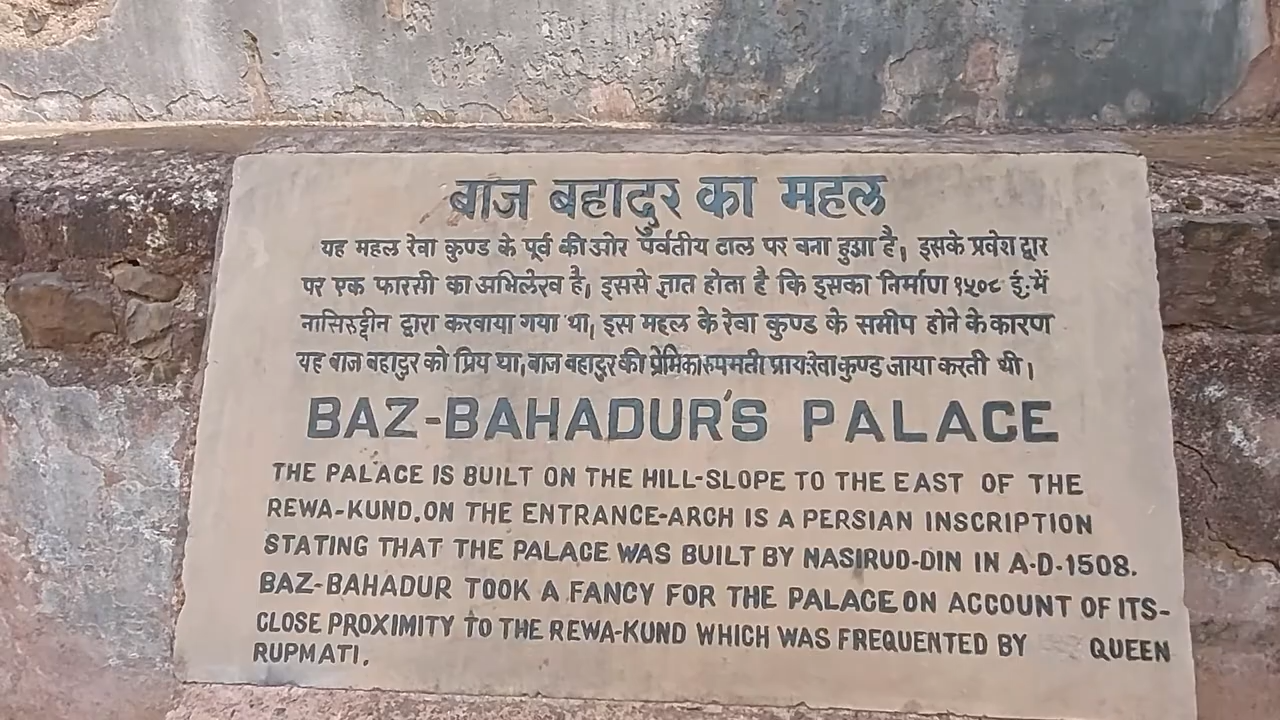 बाज बहादुर का महल
यह महल रेवा कुण्ड के पूर्व की ओर पर्वतीय ढाल पर बना हुआ है, इसके प्रवेश द्वार
पर एक फारसी का अभिलेख है, इससे ज्ञात होता है कि इसका निर्माण १५०८ ई. में
नासिरुद्दीन द्वारा करवाया गया था, इस महल के रेवा कुण्ड के समीप होने के कारण
यह बाज बहादुर को प्रिय था, बाज बहादुर की प्रेमिका रुपमती प्राय: रेवा कुण्ड जाया करती थी।
BAZ-BAHADUR'S PALACE
THE PALACE IS BUILT ON THE HILL-SLOPE TO THE EAST OF THE
REWA-KUND. ON THE ENTRANCE-ARCH IS A PERSIAN INSCRIPTION
STATING THAT THE PALACE WAS BUILT BY NASIRUD-DIN IN A.D.1508.
BAZ-BAHADUR TOOK A FANCY FOR THE PALACE ON ACCOUNT OF ITS-
CLOSE PROXIMITY TO THE REWA-KUND WHICH WAS FREQUENTED BY QUEEN
RUPMATI.